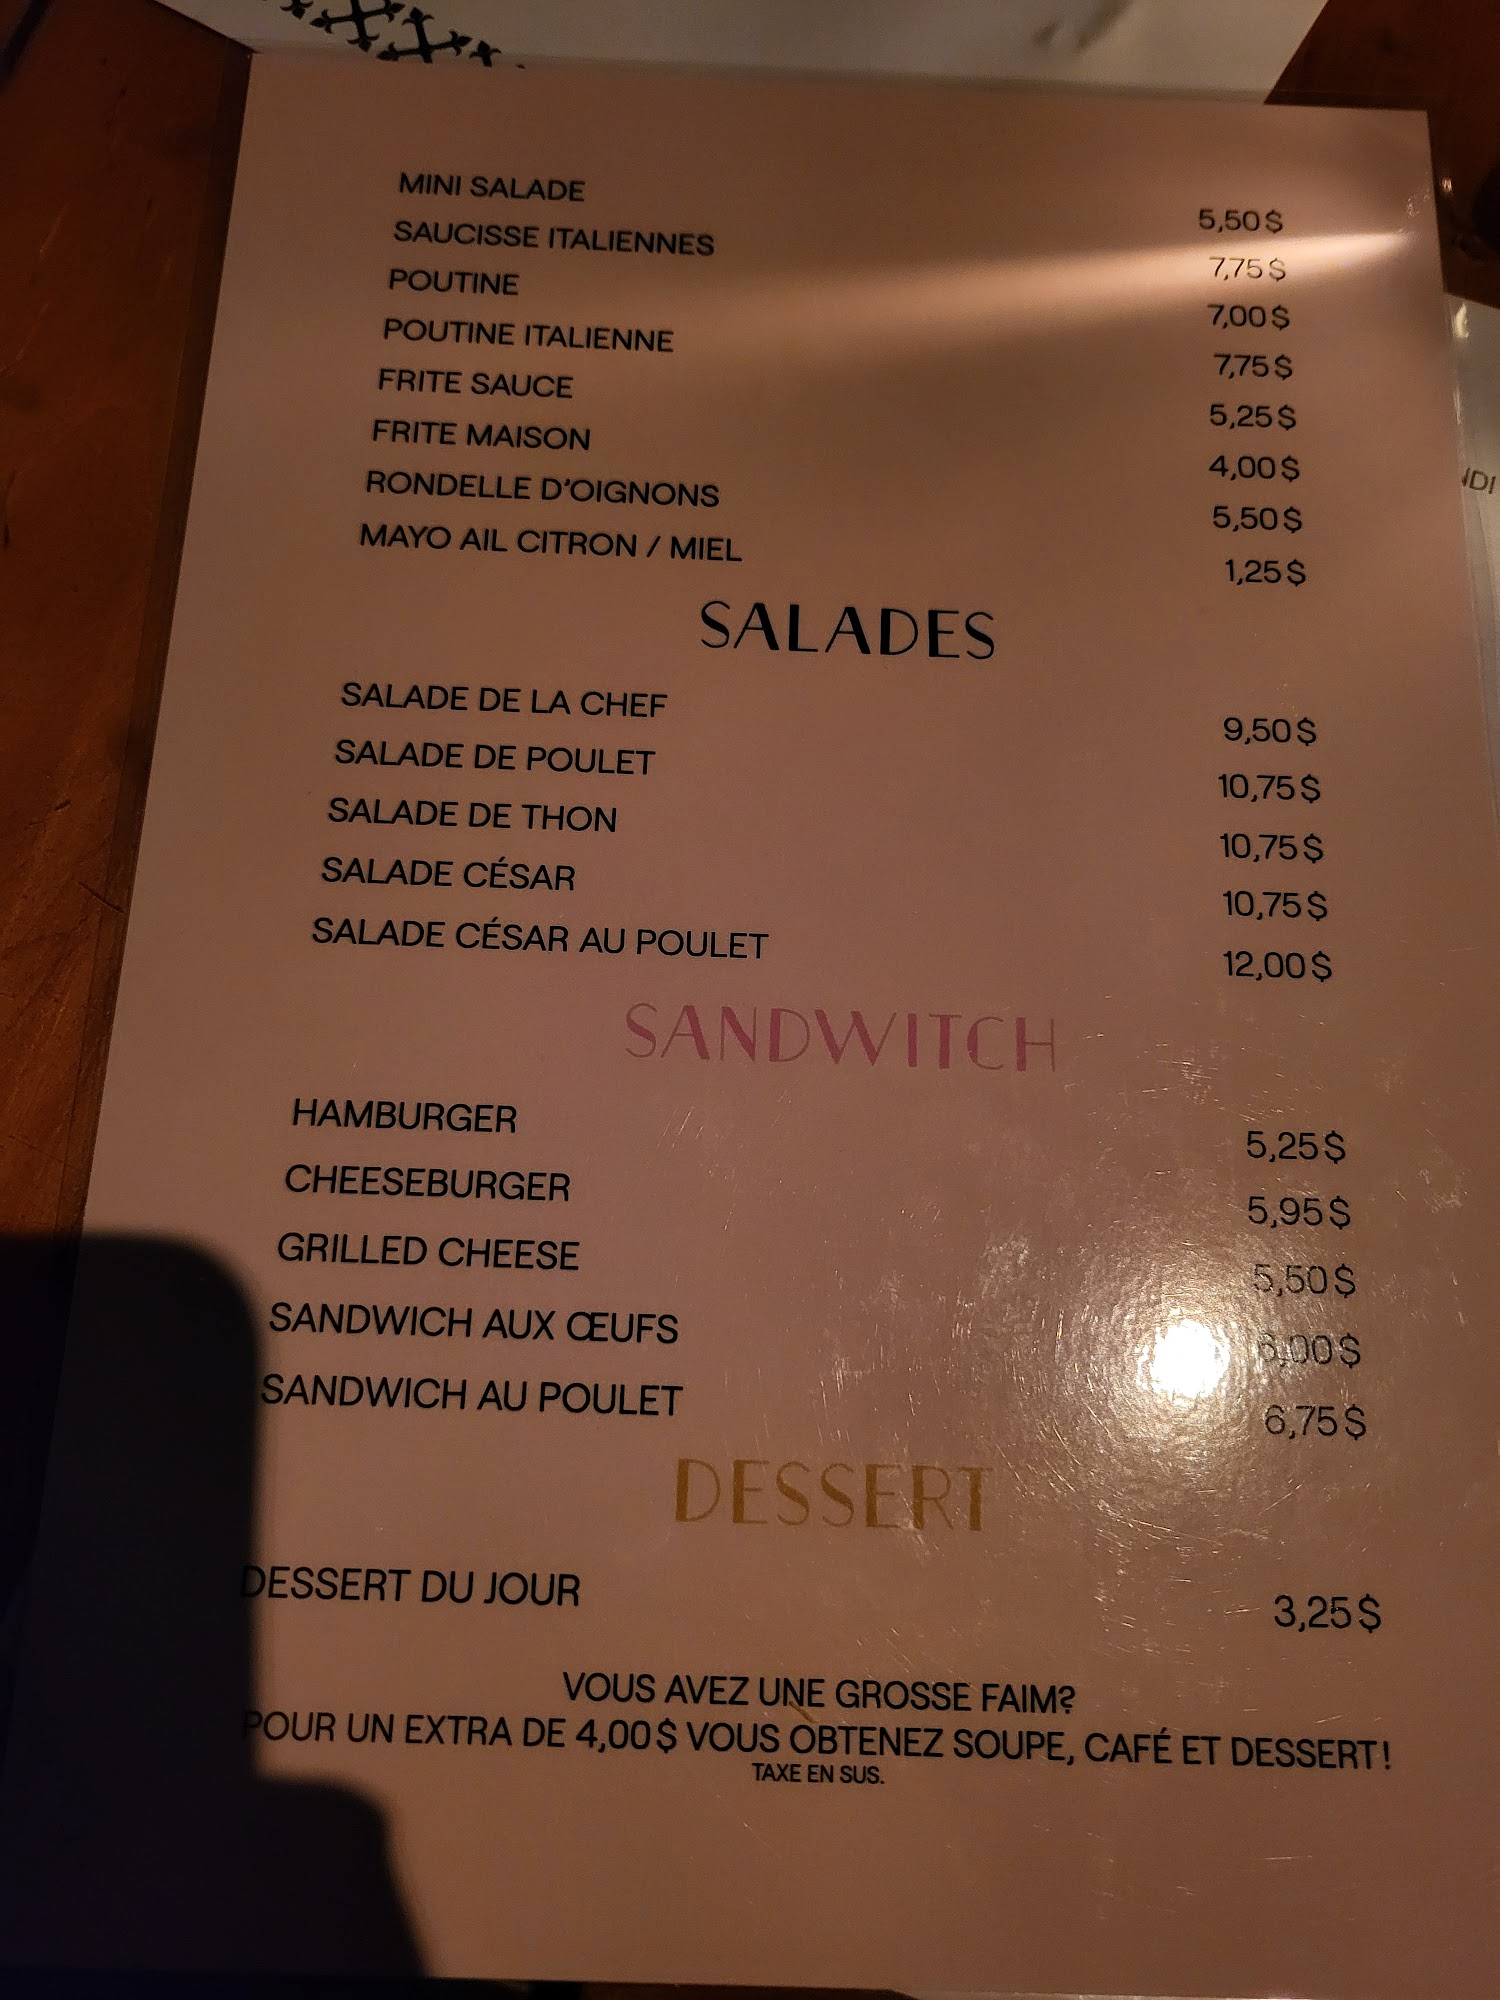 MINI SALADE 5,50$
SAUCISSE ITALIENNES 7,75$
POUTINE 7,00$
POUTINE ITALIENNE 7,75$
FRITE SAUCE 5,25$
FRITE MAISON 4,00$
RONDELLE D'OIGNONS 5,50$
MAYO AIL CITRON / MIEL 1,25$
SALADES
SALADE DE LA CHEF 9,50$
SALADE DE POULET 10,75$
SALADE DE THON 10,75$
SALADE CÉSAR 10,75$
SALADE CÉSAR AU POULET 12,00$
SANDWITCH
HAMBURGER 5,25$
CHEESEBURGER 5,95$
GRILLED CHEESE 5,50$
SANDWICH AUX ŒUFS 6,00$
SANDWICH AU POULET 6,75$
DESSERT
DESSERT DU JOUR 3,25$
VOUS AVEZ UNE GROSSE FAIM?
POUR UN EXTRA DE 4,00$ VOUS OBTENEZ SOUPE, CAFÉ ET DESSERT!
TAXE EN SUS.